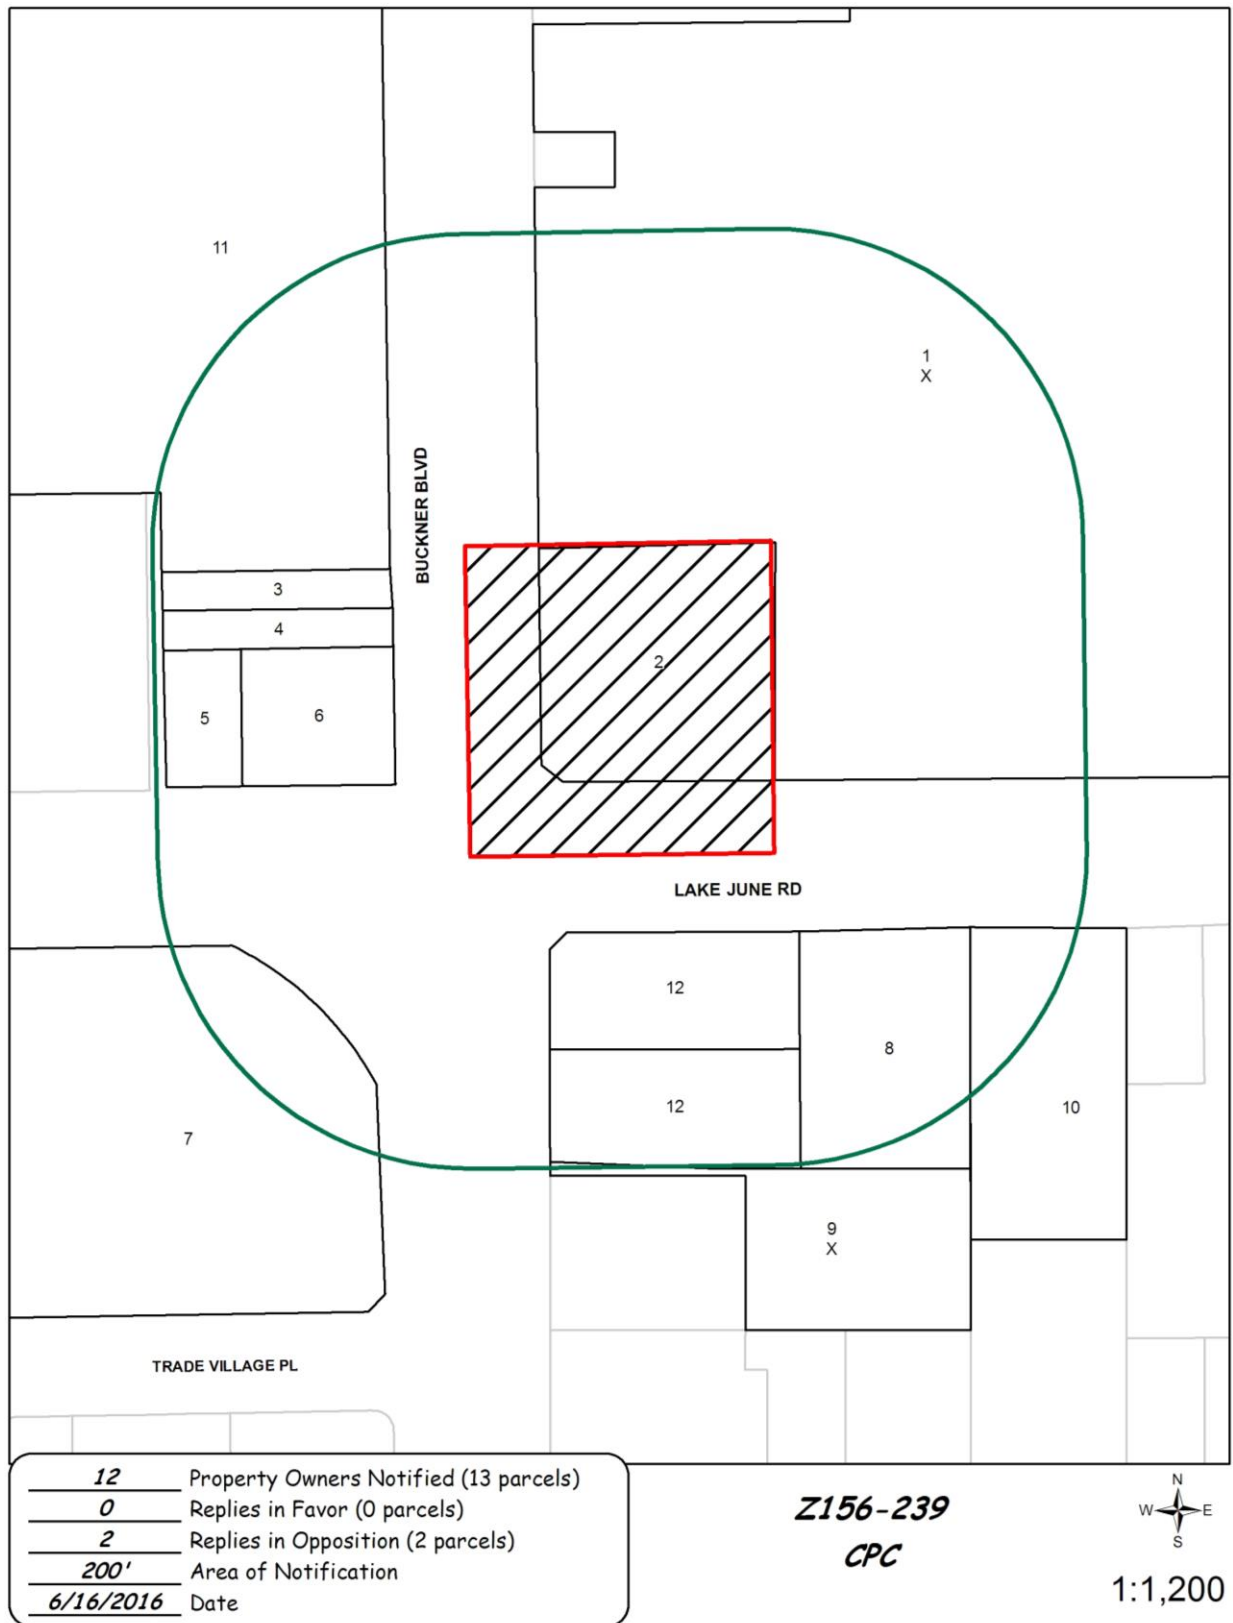 11
1
X
BUCKNER BLVD
3
4
2
5
6
LAKE JUNE RD
12
8
12
10
7
9
X
TRADE VILLAGE PL
12 Property Owners Notified (13 parcels)
0 Replies in Favor (0 parcels)
2 Replies in Opposition (2 parcels)
200' Area of Notification
6/16/2016 Date
Z156-239
CPC
N
W E
S
1:1,200